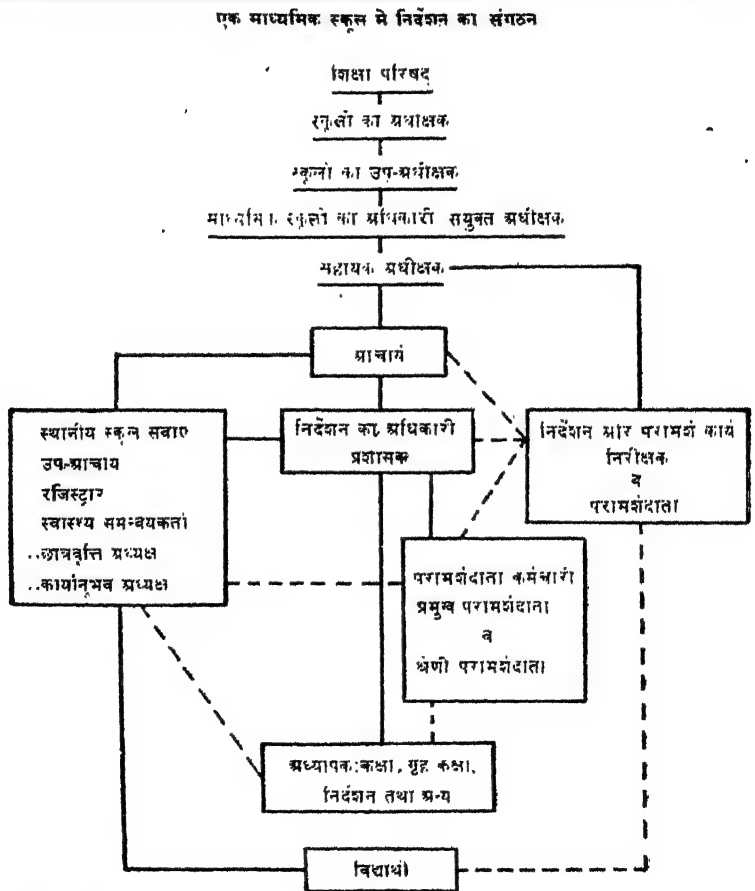 एक माध्यमिक स्कूल मे निर्देशन का संगठन
शिक्षा परिषद
स्कूलो का अधीक्षक
स्कूलो का उप-अधीक्षक
माध्यमिक स्कूलों का अधिकारी सयुक्त अधीक्षक
सहायक अधीक्षक
प्राचार्य
स्थानीय स्कूल सेवाएं
उप-प्राचार्य
रजिस्ट्रार
स्वास्थ्य समन्वयकर्ता
..छात्रवृत्ति अध्यक्ष
..कार्यानुभव अध्यक्ष
निर्देशन का अधिकारी
प्रशासक
निर्देशन और परामर्श कार्य
निरीक्षक
व
परामर्शदाता
परामर्शदाता कर्मचारी
प्रमुख परामर्शदाता
व
श्रेणी परामर्शदाता
अध्यापक:कक्षा, गृह कक्षा,
निर्देशन तथा अन्य
विद्यार्थी